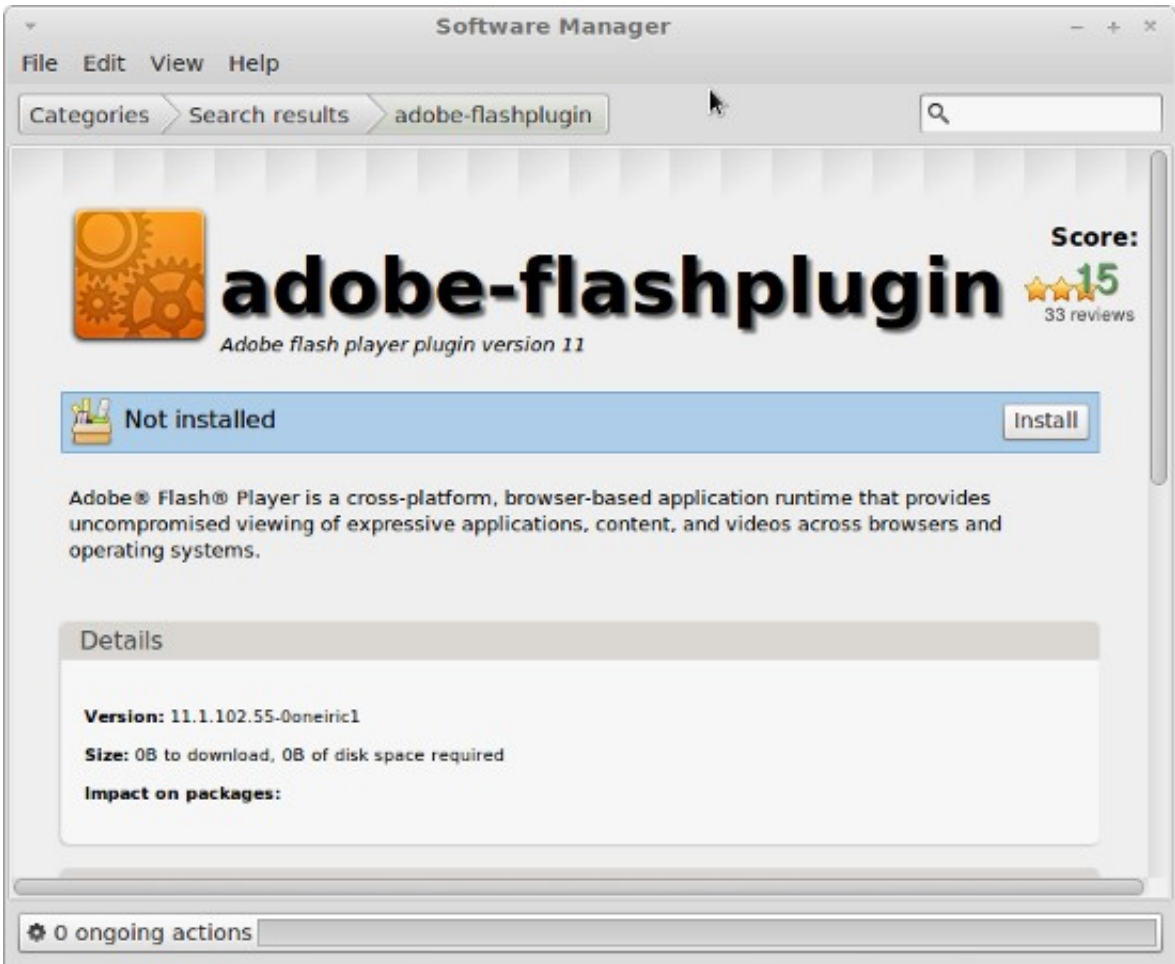 Software Manager
File Edit View Help
Categories Search results adobe-flashplugin
adobe-flashplugin
Score:
15
33 reviews
Adobe flash player plugin version 11
Not installed
Install
Adobe® Flash® Player is a cross-platform, browser-based application runtime that provides
uncompromised viewing of expressive applications, content, and videos across browsers and
operating systems.
Details
Version: 11.1.102.55-0oneiric1
Size: 0B to download, 0B of disk space required
Impact on packages:
0 ongoing actions